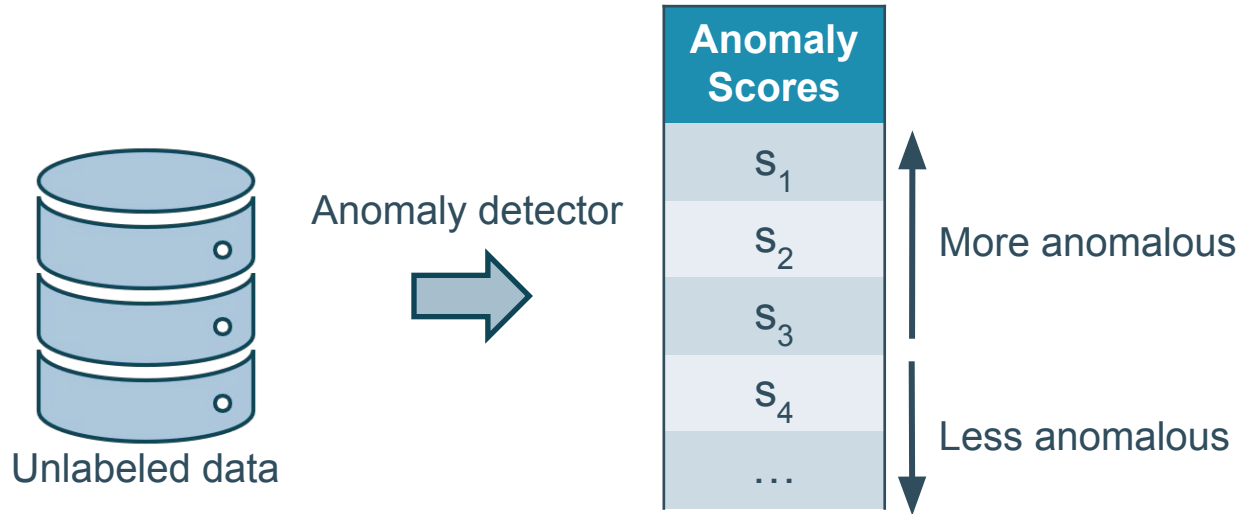 Anomaly
Scores
s₁
s₂
s₃
s₄
…
Anomaly detector
Unlabeled data
More anomalous
Less anomalous